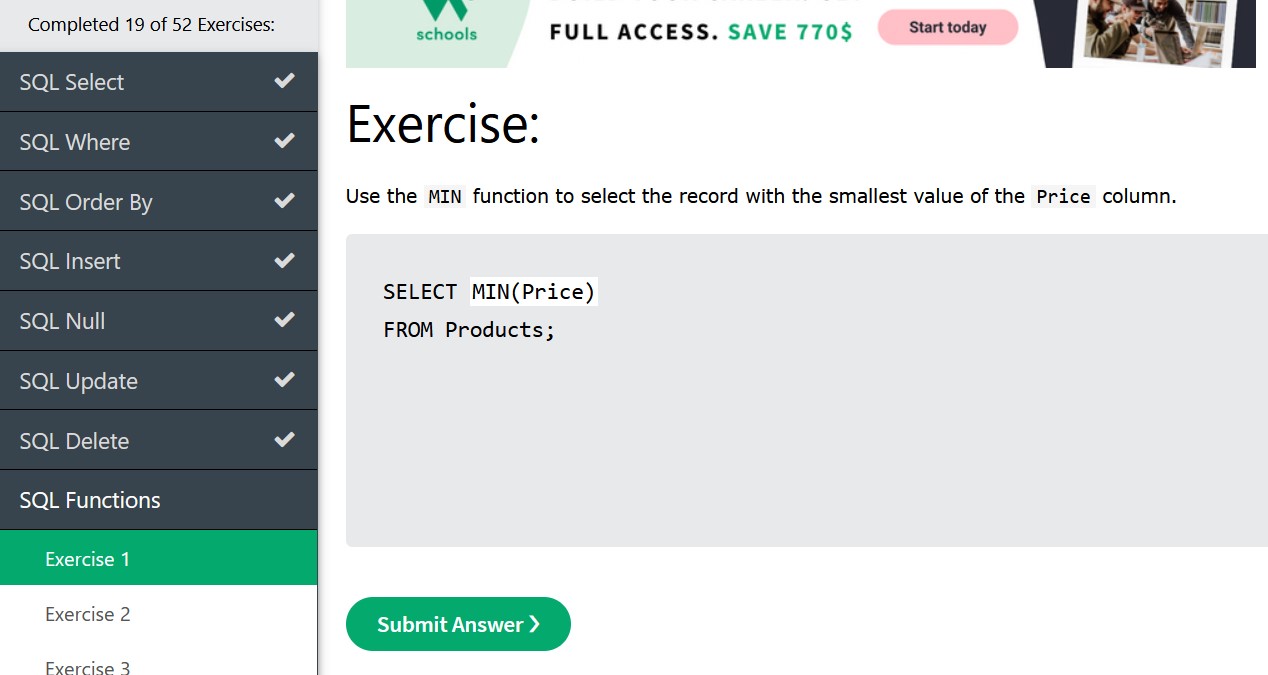 Completed 19 of 52 Exercises:
SQL Select
SQL Where
SQL Order By
SQL Insert
SQL Null
SQL Update
SQL Delete
SQL Functions
Exercise 1
Exercise 2
Exercise 3
schools
FULL ACCESS. SAVE 770$
Start today
Exercise:
Use the MIN function to select the record with the smallest value of the Price column.
SELECT MIN(Price)
FROM Products;
Submit Answer ❯